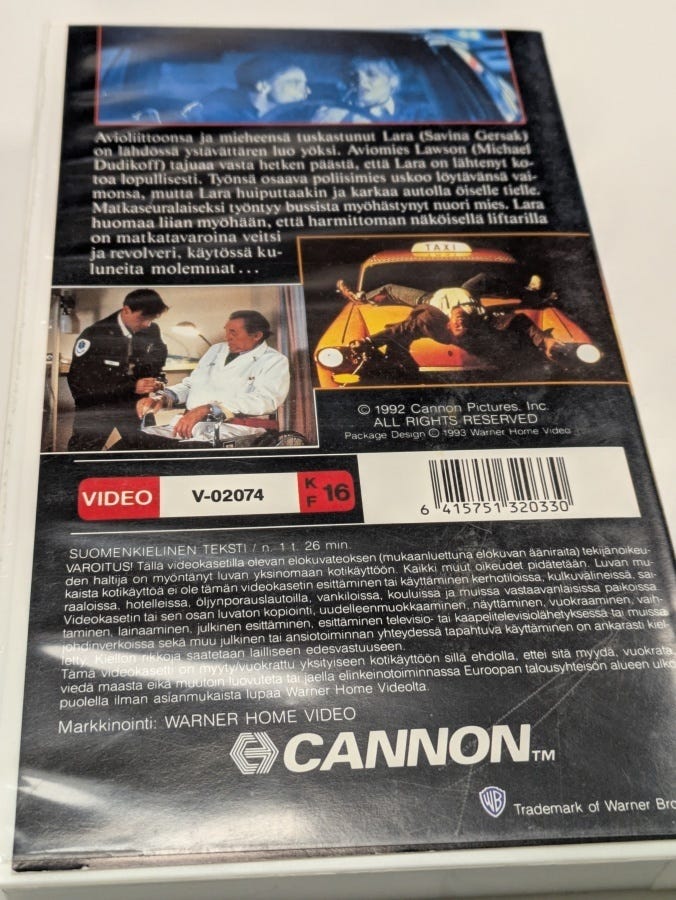 Avioliittoonsa ja mieheensä tuskastunut Lara (Savina Gersak)
on lähdössä ystävättären luo yöksi. Aviomies Lawson (Michael
Dudikoff) tajuaa vasta hetken päästä, että Lara on lähtenyt ko-
toa lopullisesti. Työnsä osaava poliisimies uskoo löytävänsä vai-
monsa, mutta Lara huiputtaakin ja karkaa autolla öiselle tielle.
Matkaseuralaiseksi työntyy bussista myöhästynyt nuori mies. Lara
huomaa liian myöhään, että harmittoman näköisellä liftarilla
on matkatavaroina veitsi
ja revolveri, käytössä ku-
luneita molemmat...
TAXI
© 1992 Cannon Pictures, Inc.
ALL RIGHTS RESERVED
Package Design © 1993 Warner Home Video
VIDEO V-02074 K F 16
6 415751 320330
SUOMENKIELINEN TEKSTI / n. 1 t. 26 min.
VAROITUS! Tällä videokasetilla olevan elokuvateoksen (mukaanluettuna elokuvan ääniraita) tekijänoikeu-
den haltija on myöntänyt luvan yksinomaan kotikäyttöön. Kaikki muut oikeudet pidätetään. Luvan mu-
kaista kotikäyttöä ei ole tämän videokasetin esittäminen tai käyttäminen kerhotiloissa, kulkuvälineissä, sai-
raaloissa, hotelleissa, öljynporauslautoilla, vankiloissa, kouluissa ja muissa vastaavanlaisissa paikoissa.
Videokasetin tai sen osan luvaton kopiointi, uudelleenmuokkaaminen, näyttäminen, vuokraaminen, vaih-
taminen, lainaaminen, julkinen esittäminen, esittäminen televisio- tai kaapelitelevisiolähetyksessä tai muissa
johdinverkoissa sekä muu julkinen tai ansiotoiminnan yhteydessä tapahtuva käyttäminen on ankarasti kiel-
letty. Kiellon rikkoja saatetaan lailliseen edesvastuuseen.
Tämä videokasetti on myyty/vuokrattu yksityiseen kotikäyttöön sillä ehdolla, ettei sitä myydä, vuokrata,
viedä maasta eikä muutoin luovuteta tai jaella elinkeinotoiminnassa Euroopan talousyhteisön alueen ulko-
puolella ilman asianmukaista lupaa Warner Home Videolta.
Markkinointi: WARNER HOME VIDEO
CANNON TM
WB Trademark of Warner Bro